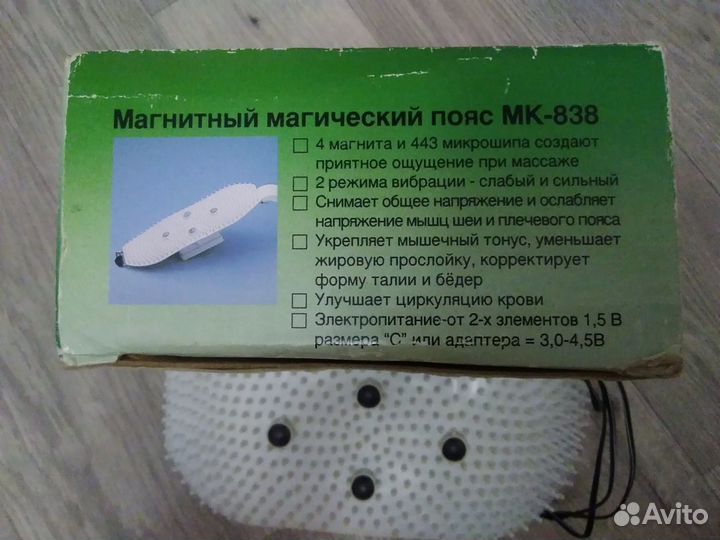 Магнитный магический пояс МК-838
4 магнита и 443 микрошипа создают
приятное ощущение при массаже
2 режима вибрации - слабый и сильный
Снимает общее напряжение и ослабляет
напряжение мышц шеи и плечевого пояса
Укрепляет мышечный тонус, уменьшает
жировую прослойку, корректирует
форму талии и бёдер
Улучшает циркуляцию крови
Электропитание-от 2-х элементов 1,5 В
размера "С" или адаптера = 3,0-4,5В
Avito